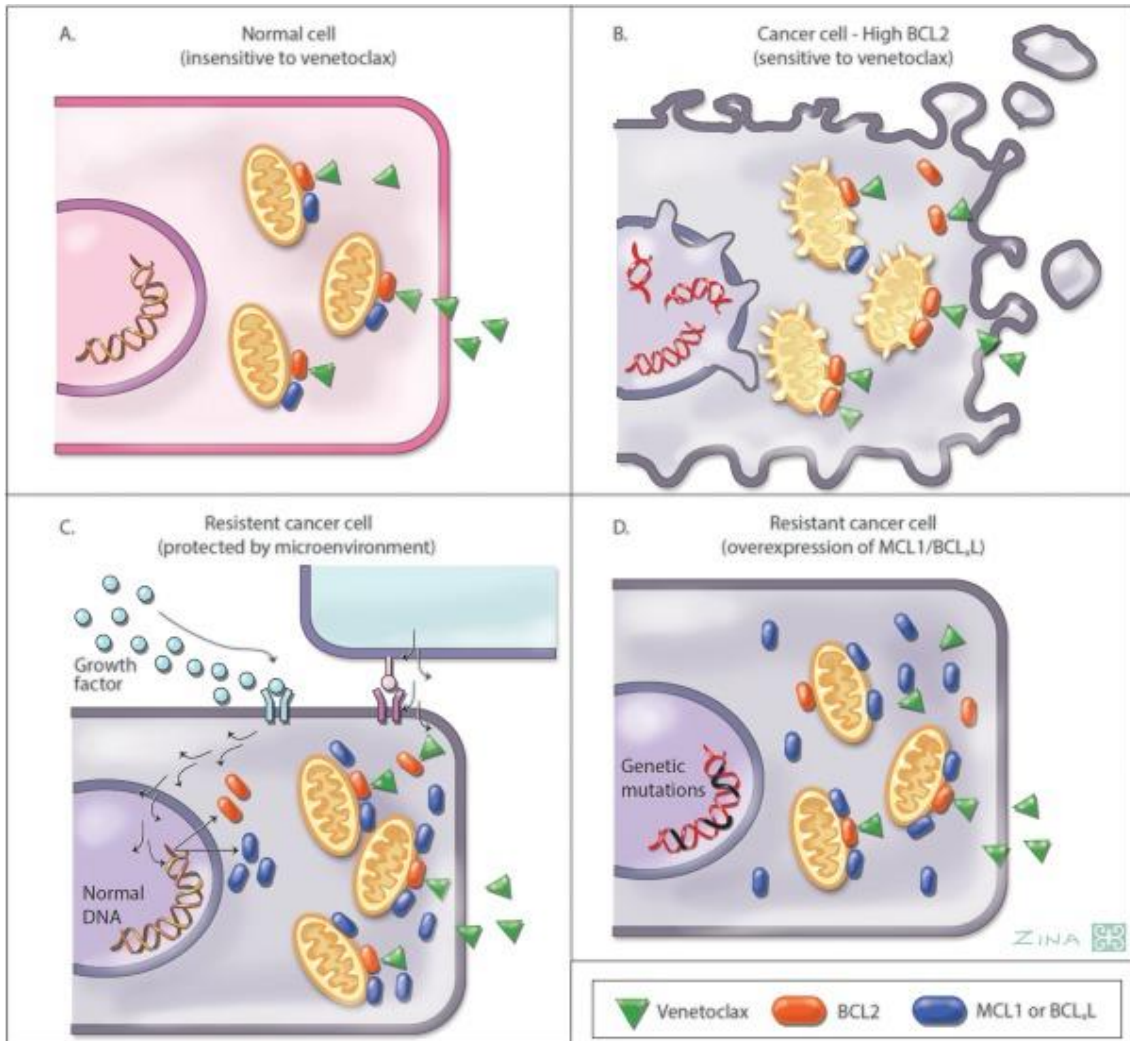 A.
Normal cell
(insensitive to venetoclax)
B.
Cancer cell - High BCL2
(sensitive to venetoclax)
C.
Resistent cancer cell
(protected by microenvironment)
Growth
factor
Normal
DNA
D.
Resistant cancer cell
(overexpression of MCL1/BCLₓL)
Genetic
mutations
ZINA
Venetoclax
BCL2
MCL1 or BCLₓL